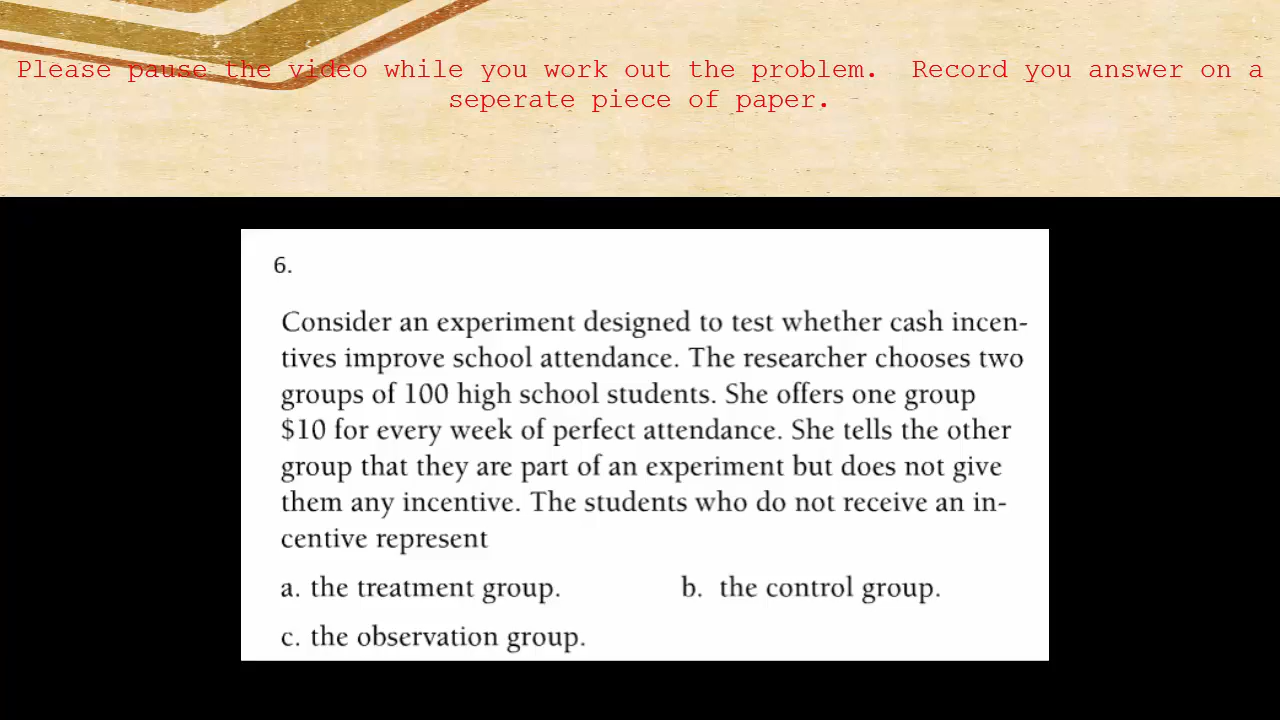 Please pause the video while you work out the problem.  Record you answer on a
seperate piece of paper.
6.
Consider an experiment designed to test whether cash incen-
tives improve school attendance. The researcher chooses two
groups of 100 high school students. She offers one group
$10 for every week of perfect attendance. She tells the other
group that they are part of an experiment but does not give
them any incentive. The students who do not receive an in-
centive represent
a. the treatment group. b. the control group.
c. the observation group.